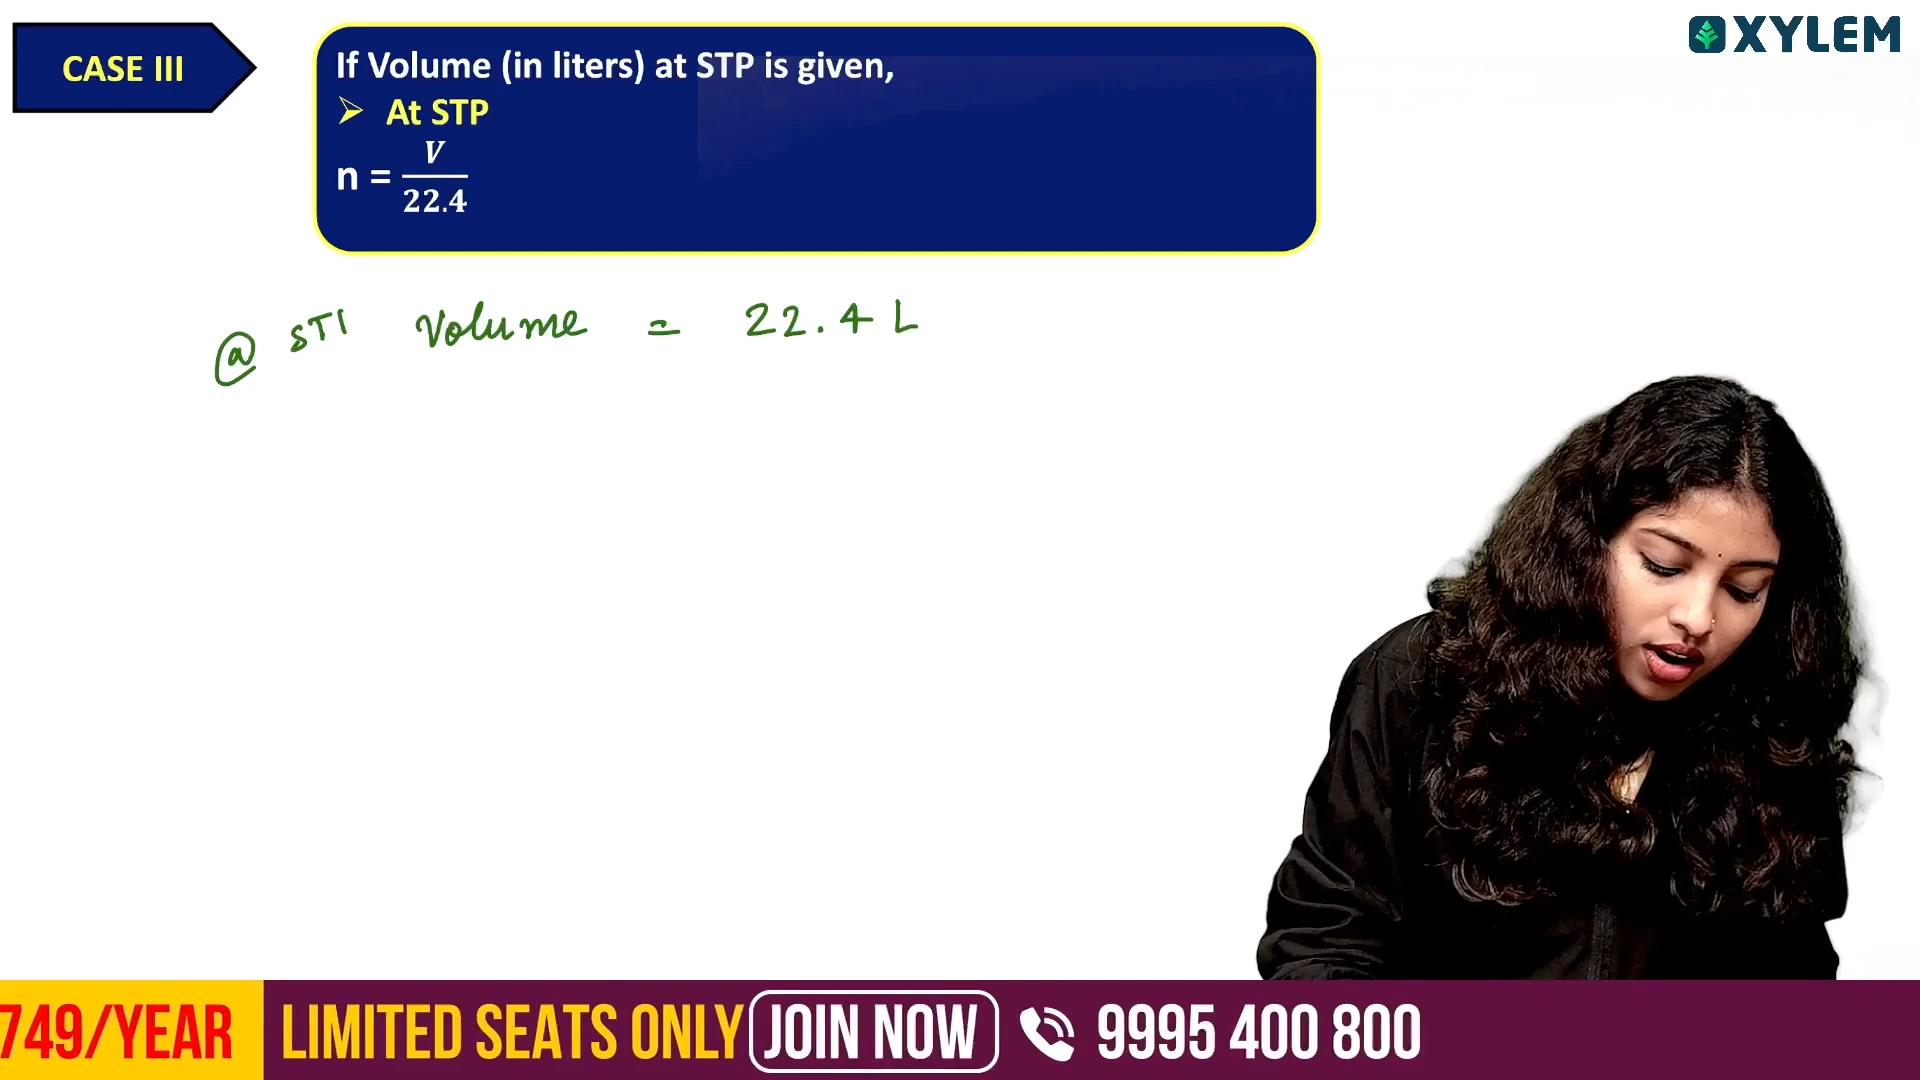 CASE III
If Volume (in liters) at STP is given,
➢ At STP
n = V/22.4
XYLEM
@ STP Volume = 22.4 L
749/YEAR
LIMITED SEATS ONLY
JOIN NOW
9995 400 800